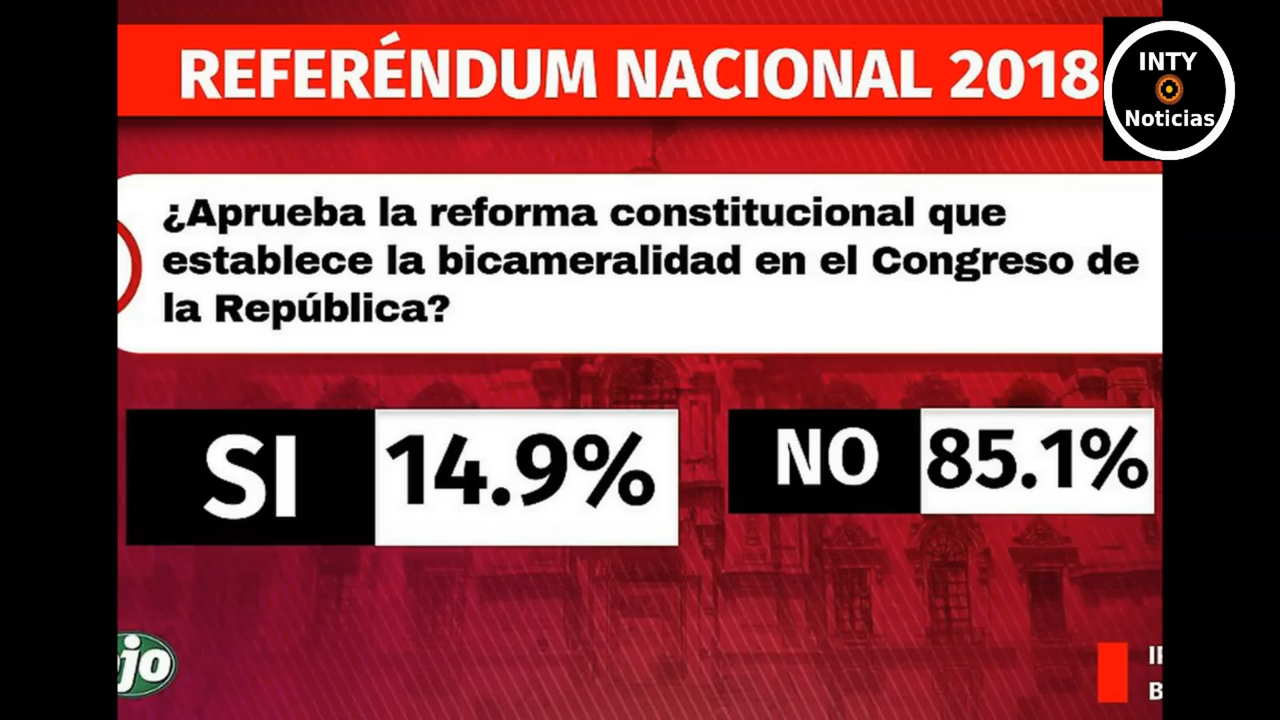 REFERÉNDUM NACIONAL 2018
INTY
Noticias
¿Aprueba la reforma constitucional que
establece la bicameralidad en el Congreso de
la República?
SI 14.9% NO 85.1%
jo